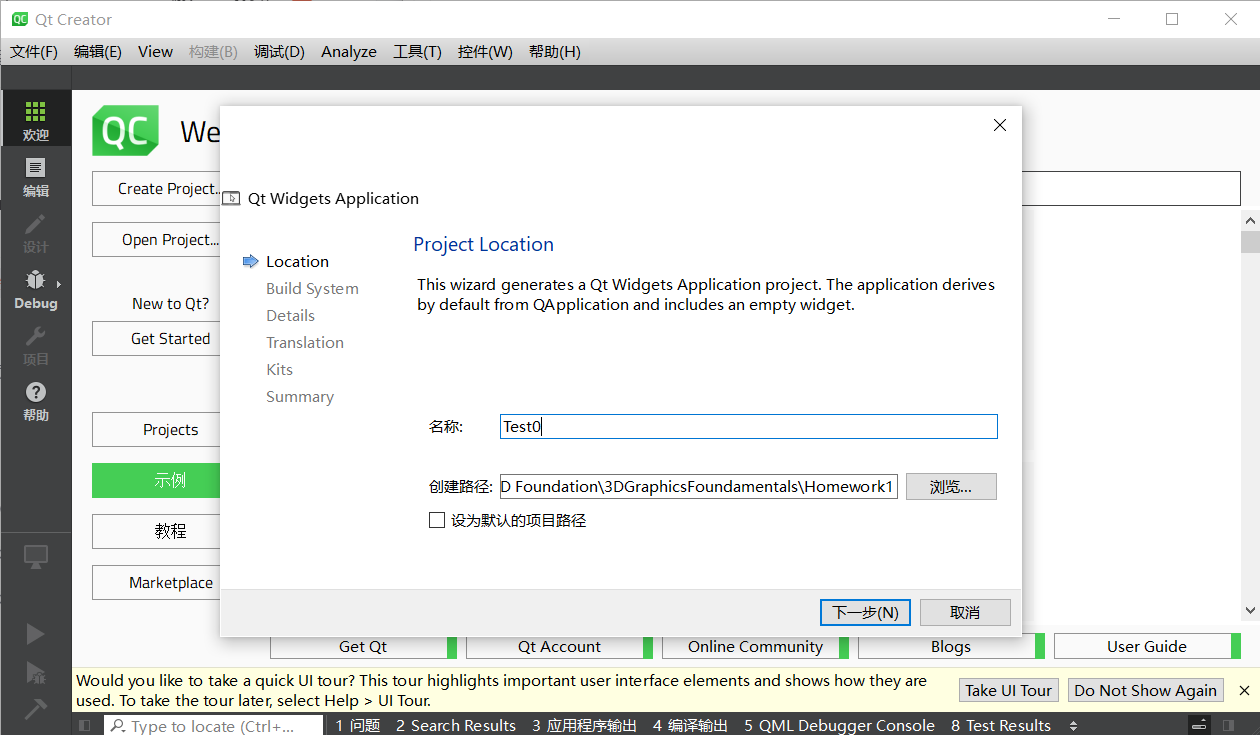 QC Qt Creator
文件(F) 编辑(E) View 构建(B) 调试(D) Analyze 工具(T) 控件(W) 帮助(H)
欢迎
编辑
设计
Debug
项目
帮助
QC We
Create Project...
Open Project...
New to Qt?
Get Started
Projects
示例
教程
Marketplace
Qt Widgets Application
Location
Build System
Details
Translation
Kits
Summary
Project Location
This wizard generates a Qt Widgets Application project. The application derives
by default from QApplication and includes an empty widget.
名称: Test0
创建路径: D Foundation\3DGraphicsFoundamentals\Homework1 浏览...
设为默认的项目路径
下一步(N) 取消
Get Qt Qt Account Online Community Blogs User Guide
Would you like to take a quick UI tour? This tour highlights important user interface elements and shows how they are
used. To take the tour later, select Help > UI Tour.
Take UI Tour Do Not Show Again
Type to locate (Ctrl+... 1 问题 2 Search Results 3 应用程序输出 4 编译输出 5 QML Debugger Console 8 Test Results